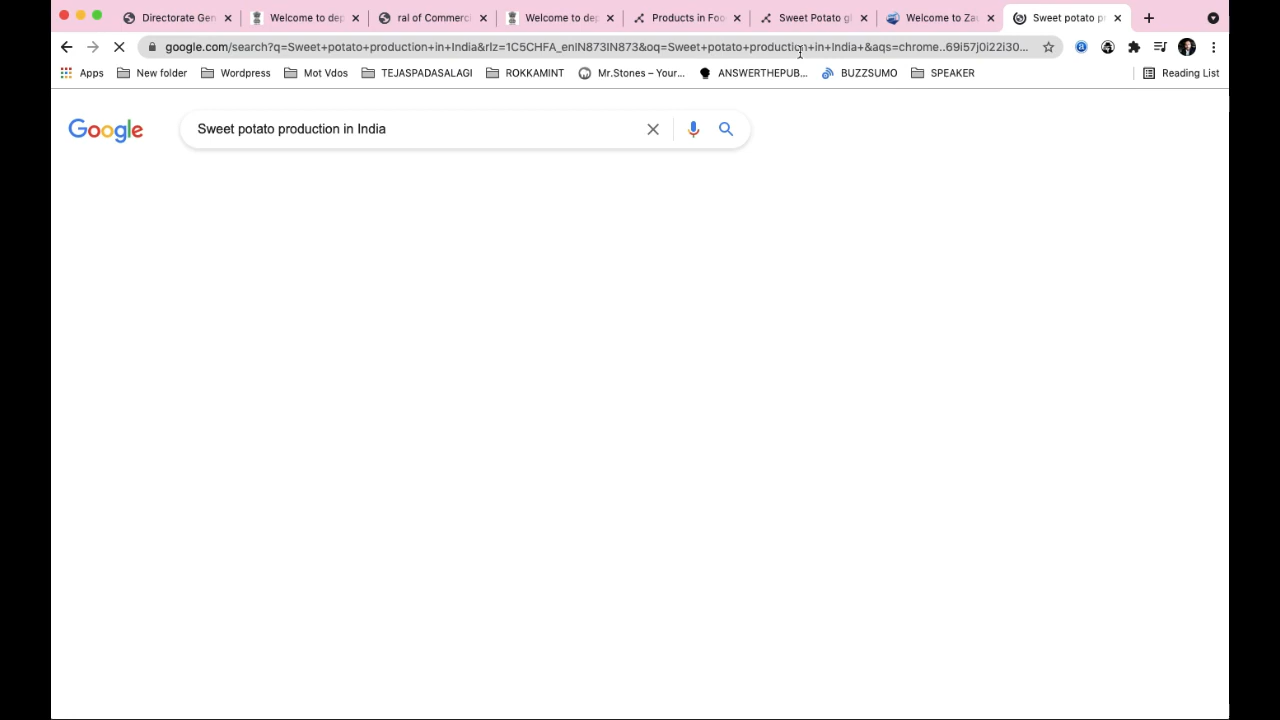 Directorate Gen
Welcome to dep
ral of Commerc
Welcome to dep
Products in Foo
Sweet Potato gl
Welcome to Zau
Sweet potato pr
google.com/search?q=Sweet+potato+production+in+India&rlz=1C5CHFA_enIN873IN873&oq=Sweet+potato+production+in+India+&aqs=chrome..69i57j0i22i30...
Apps
New folder
Wordpress
Mot Vdos
TEJASPADASALAGI
ROKKAMINT
Mr.Stones – Your...
ANSWERTHEPUB...
BUZZSUMO
SPEAKER
Reading List
Google
Sweet potato production in India